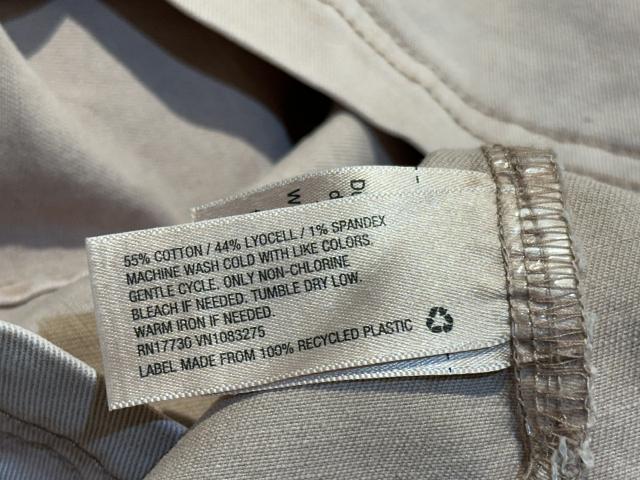 55% COTTON / 44% LYOCELL / 1% SPANDEX
MACHINE WASH COLD WITH LIKE COLORS.
GENTLE CYCLE. ONLY NON-CHLORINE
BLEACH IF NEEDED. TUMBLE DRY LOW.
WARM IRON IF NEEDED.
RN17730 VN1083275
LABEL MADE FROM 100% RECYCLED PLASTIC